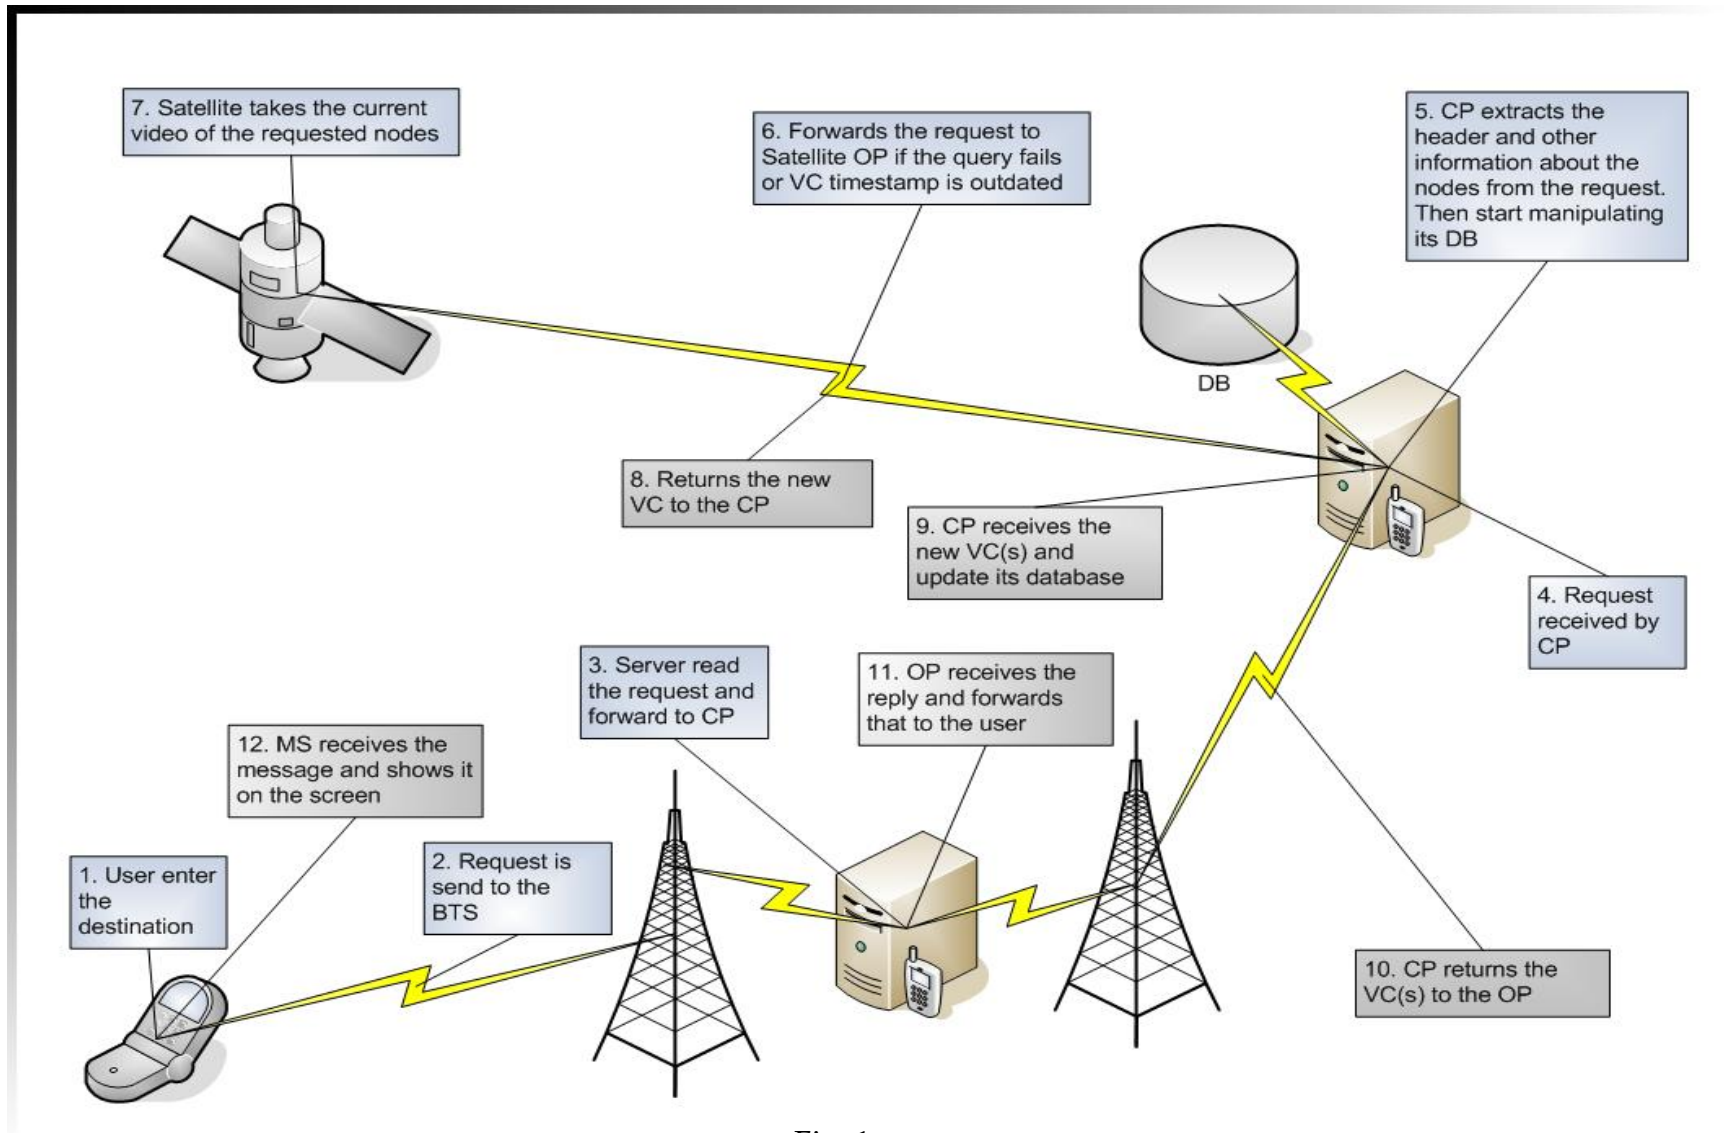 7. Satellite takes the current
video of the requested nodes
6. Forwards the request to
Satellite OP if the query fails
or VC timestamp is outdated
5. CP extracts the
header and other
information about the
nodes from the request.
Then start manipulating
its DB
DB
8. Returns the new
VC to the CP
9. CP receives the
new VC(s) and
update its database
4. Request
received by
CP
3. Server read
the request and
forward to CP
11. OP receives the
reply and forwards
that to the user
12. MS receives the
message and shows it
on the screen
2. Request is
send to the
BTS
1. User enter
the
destination
10. CP returns the
VC(s) to the OP